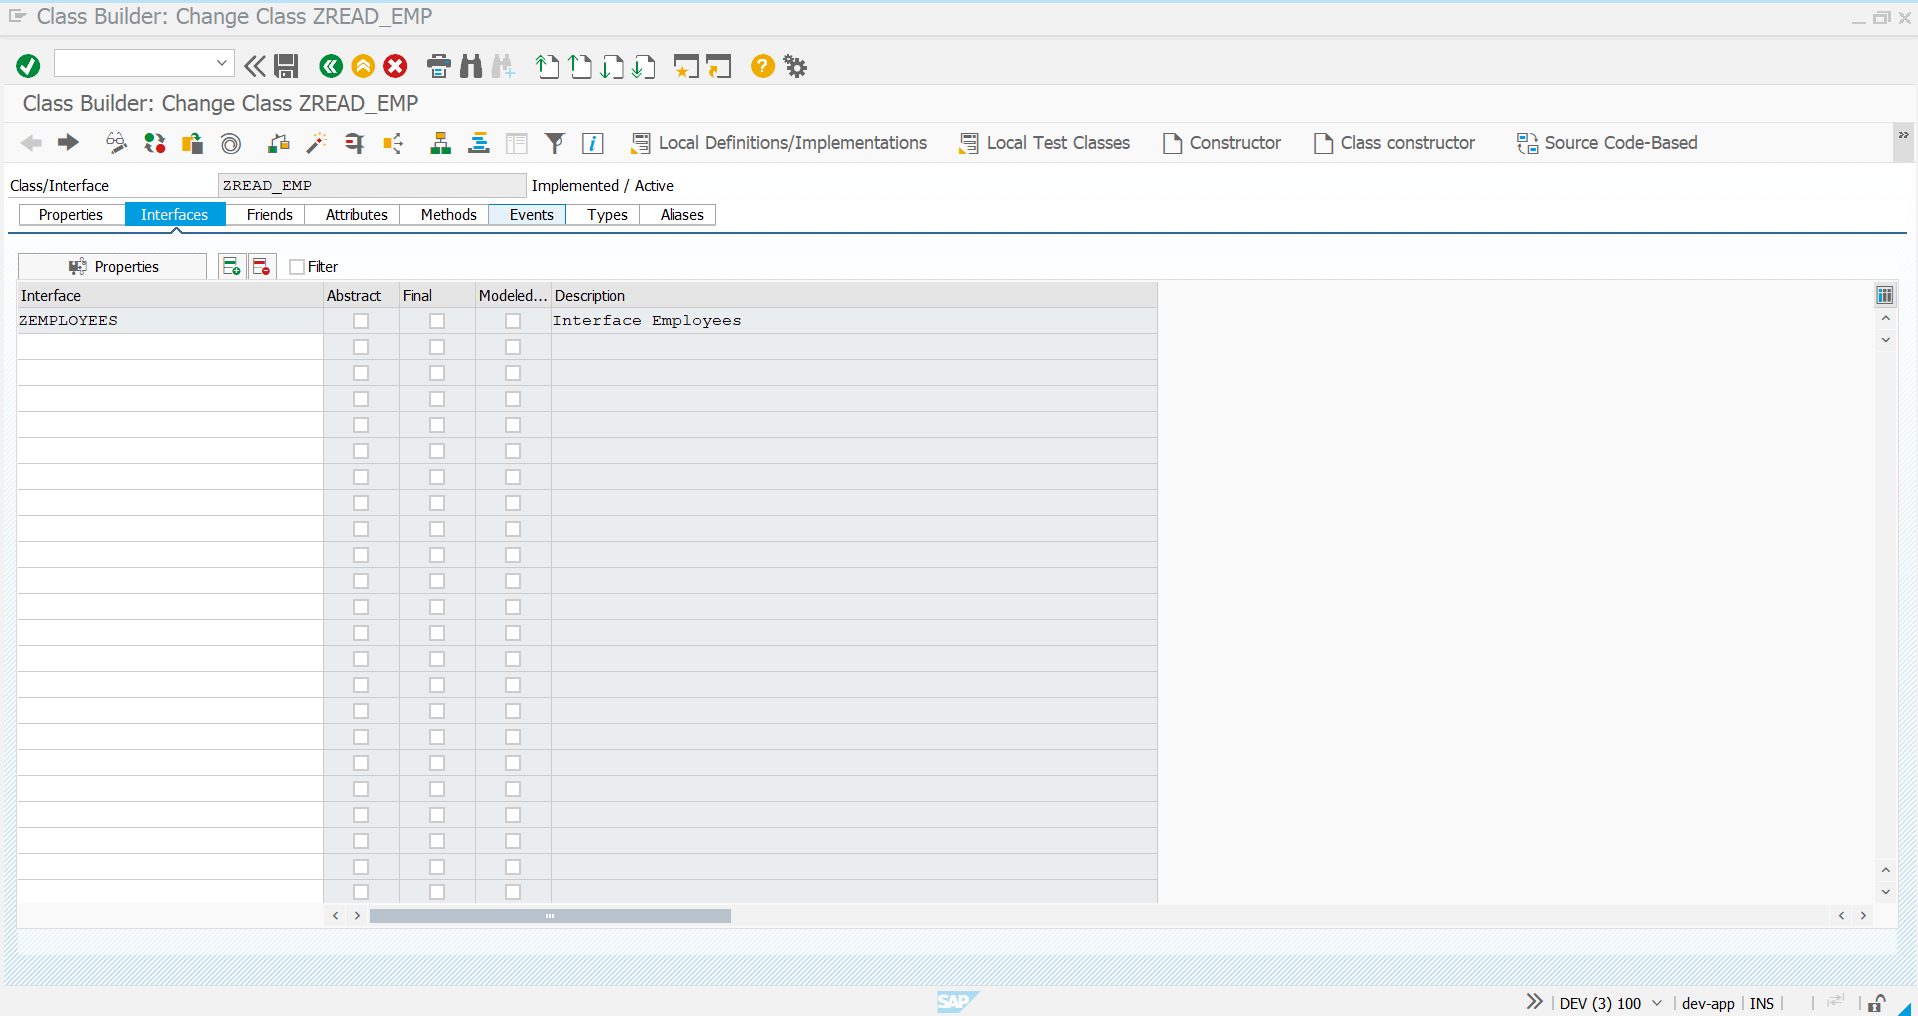 Class Builder: Change Class ZREAD_EMP
Class Builder: Change Class ZREAD_EMP
Local Definitions/Implementations Local Test Classes Constructor Class constructor Source Code-Based
Class/Interface ZREAD_EMP Implemented / Active
Properties Interfaces Friends Attributes Methods Events Types Aliases
Properties Filter
Interface Abstract Final Modeled... Description
ZEMPLOYEES Interface Employees
SAP DEV (3) 100 dev-app INS